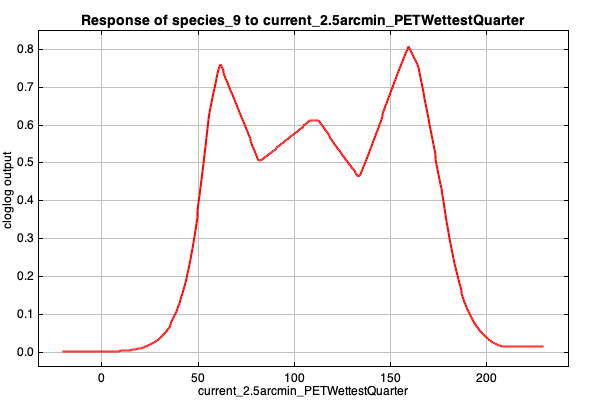 Response of species_9 to current_2.5arcmin_PETWettestQuarter
cloglog output
0.8
0.7
0.6
0.5
0.4
0.3
0.2
0.1
0.0
0 50 100 150 200
current_2.5arcmin_PETWettestQuarter